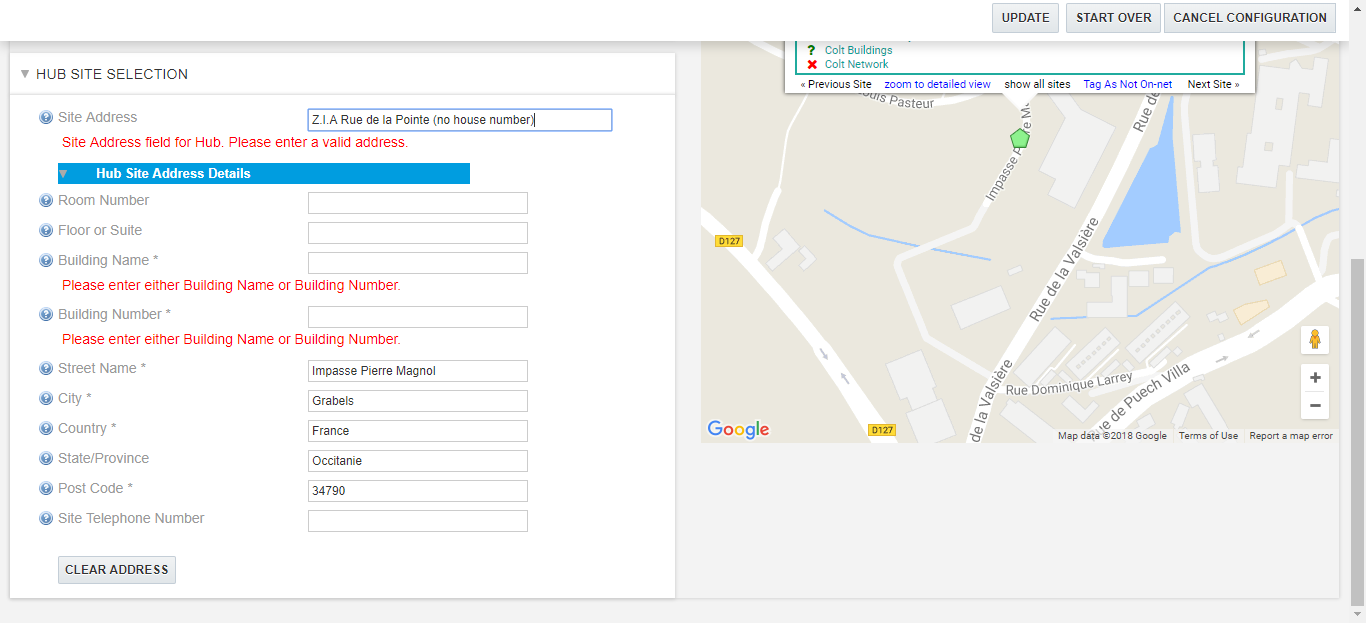 UPDATE
START OVER
CANCEL CONFIGURATION
HUB SITE SELECTION
Site Address
Z.I.A Rue de la Pointe (no house number)
Site Address field for Hub. Please enter a valid address.
Hub Site Address Details
Room Number
Floor or Suite
Building Name *
Please enter either Building Name or Building Number.
Building Number *
Please enter either Building Name or Building Number.
Street Name *
Impasse Pierre Magnol
City *
Grabels
Country *
France
State/Province
Occitanie
Post Code *
34790
Site Telephone Number
CLEAR ADDRESS
? Colt Buildings
Colt Network
« Previous Site
zoom to detailed view
show all sites
Tag As Not On-net
Next Site »
Pasteur
Rue de
Impasse
D127
Rue de la Valsière
de la Valsière
Rue Dominique Larrey
de Puech Villa
D127
Google
+
−
Map data ©2018 Google
Terms of Use
Report a map error